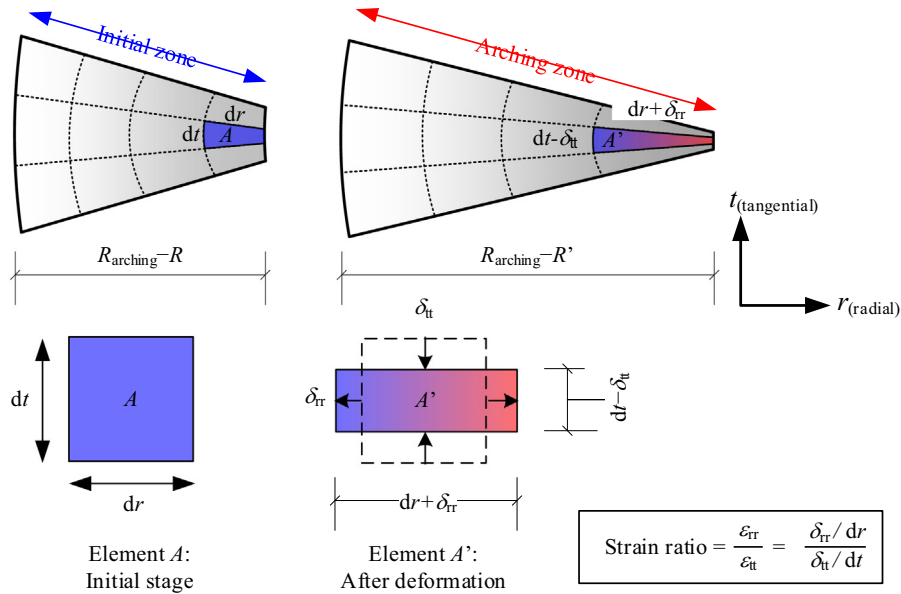 Initial zone
Arching zone
dr
dt
A
dr+δrr
dt-δtt
A’
t(tangential)
Rarching−R
Rarching−R’
r(radial)
δtt
dt
A
δrr
A’
dt−δtt
dr
dr+δrr
Element A:
Initial stage
Element A’:
After deformation
Strain ratio = εrr/εtt = δrr/dr / δtt/dt